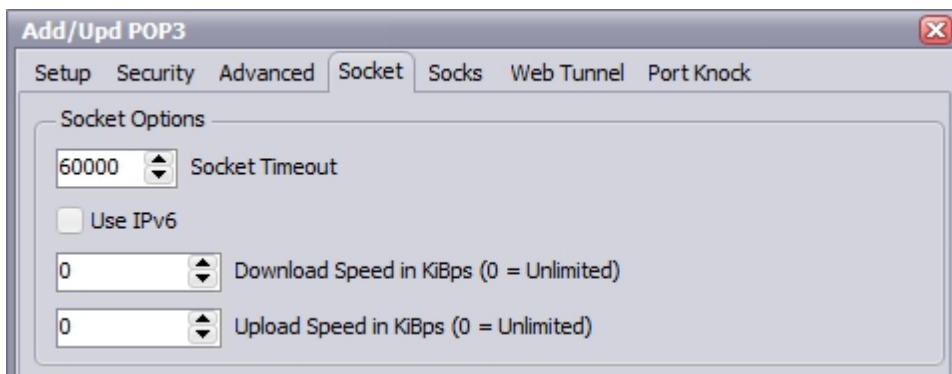 Add/Upd POP3
Setup Security Advanced Socket Socks Web Tunnel Port Knock
Socket Options
60000 Socket Timeout
Use IPv6
0 Download Speed in KiBps (0 = Unlimited)
0 Upload Speed in KiBps (0 = Unlimited)